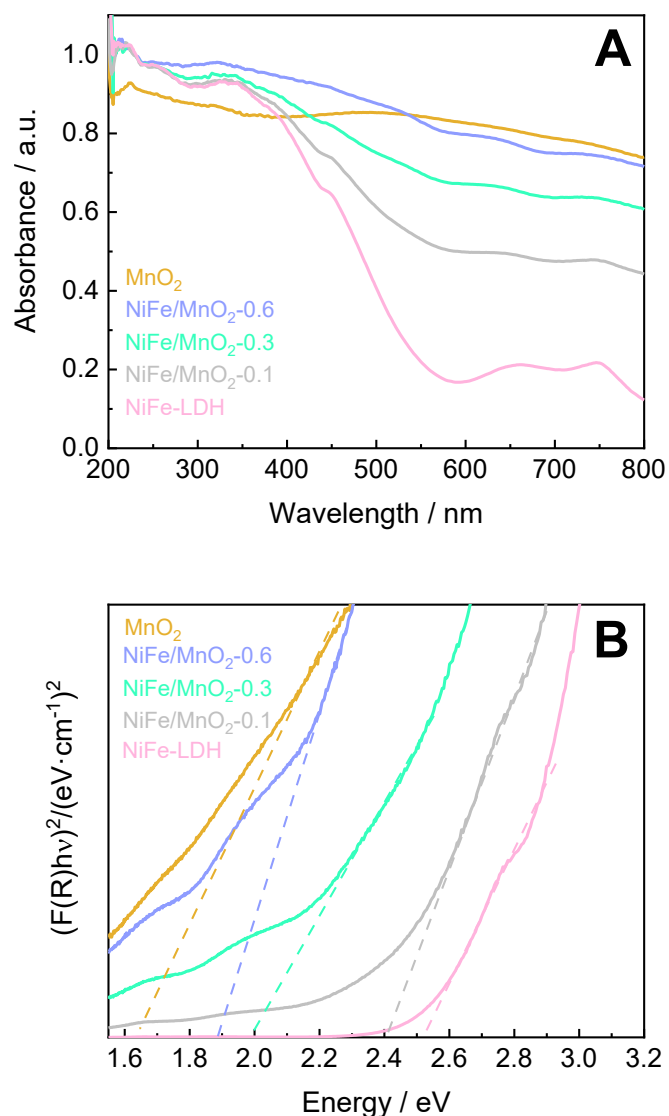 A
1.0
0.8
0.6
0.4
0.2
0.0
Absorbance / a.u.
MnO₂
NiFe/MnO₂-0.6
NiFe/MnO₂-0.3
NiFe/MnO₂-0.1
NiFe-LDH
200 300 400 500 600 700 800
Wavelength / nm
B
(F(R)hν)²/(eV·cm⁻¹)²
MnO₂
NiFe/MnO₂-0.6
NiFe/MnO₂-0.3
NiFe/MnO₂-0.1
NiFe-LDH
1.6 1.8 2.0 2.2 2.4 2.6 2.8 3.0 3.2
Energy / eV